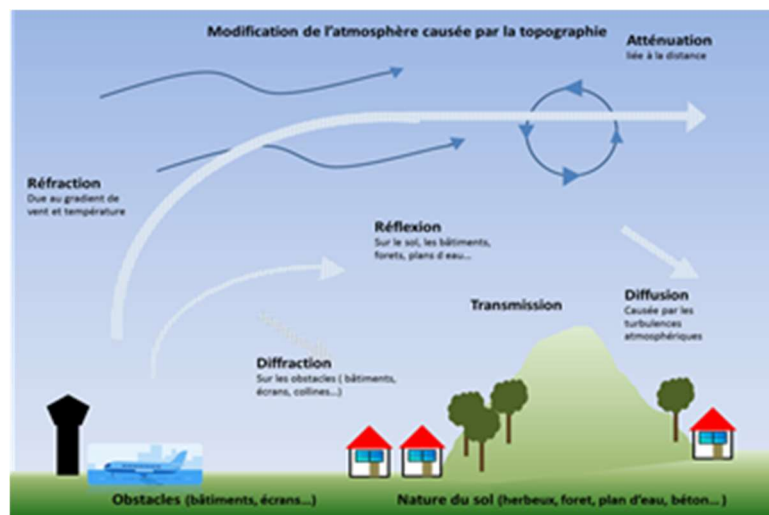 Modification de l'atmosphère causée par la topographie
Atténuation
liée à la distance
Réfraction
Due au gradient de
vent et température
Réflexion
Sur le sol, les bâtiments,
forets, plans d eau...
Transmission
Diffusion
Causée par les
turbulences
atmosphériques
Diffraction
Sur les obstacles ( bâtiments,
écrans, collines...)
Obstacles (bâtiments, écrans...)
Nature du sol (herbeux, foret, plan d'eau, béton... )